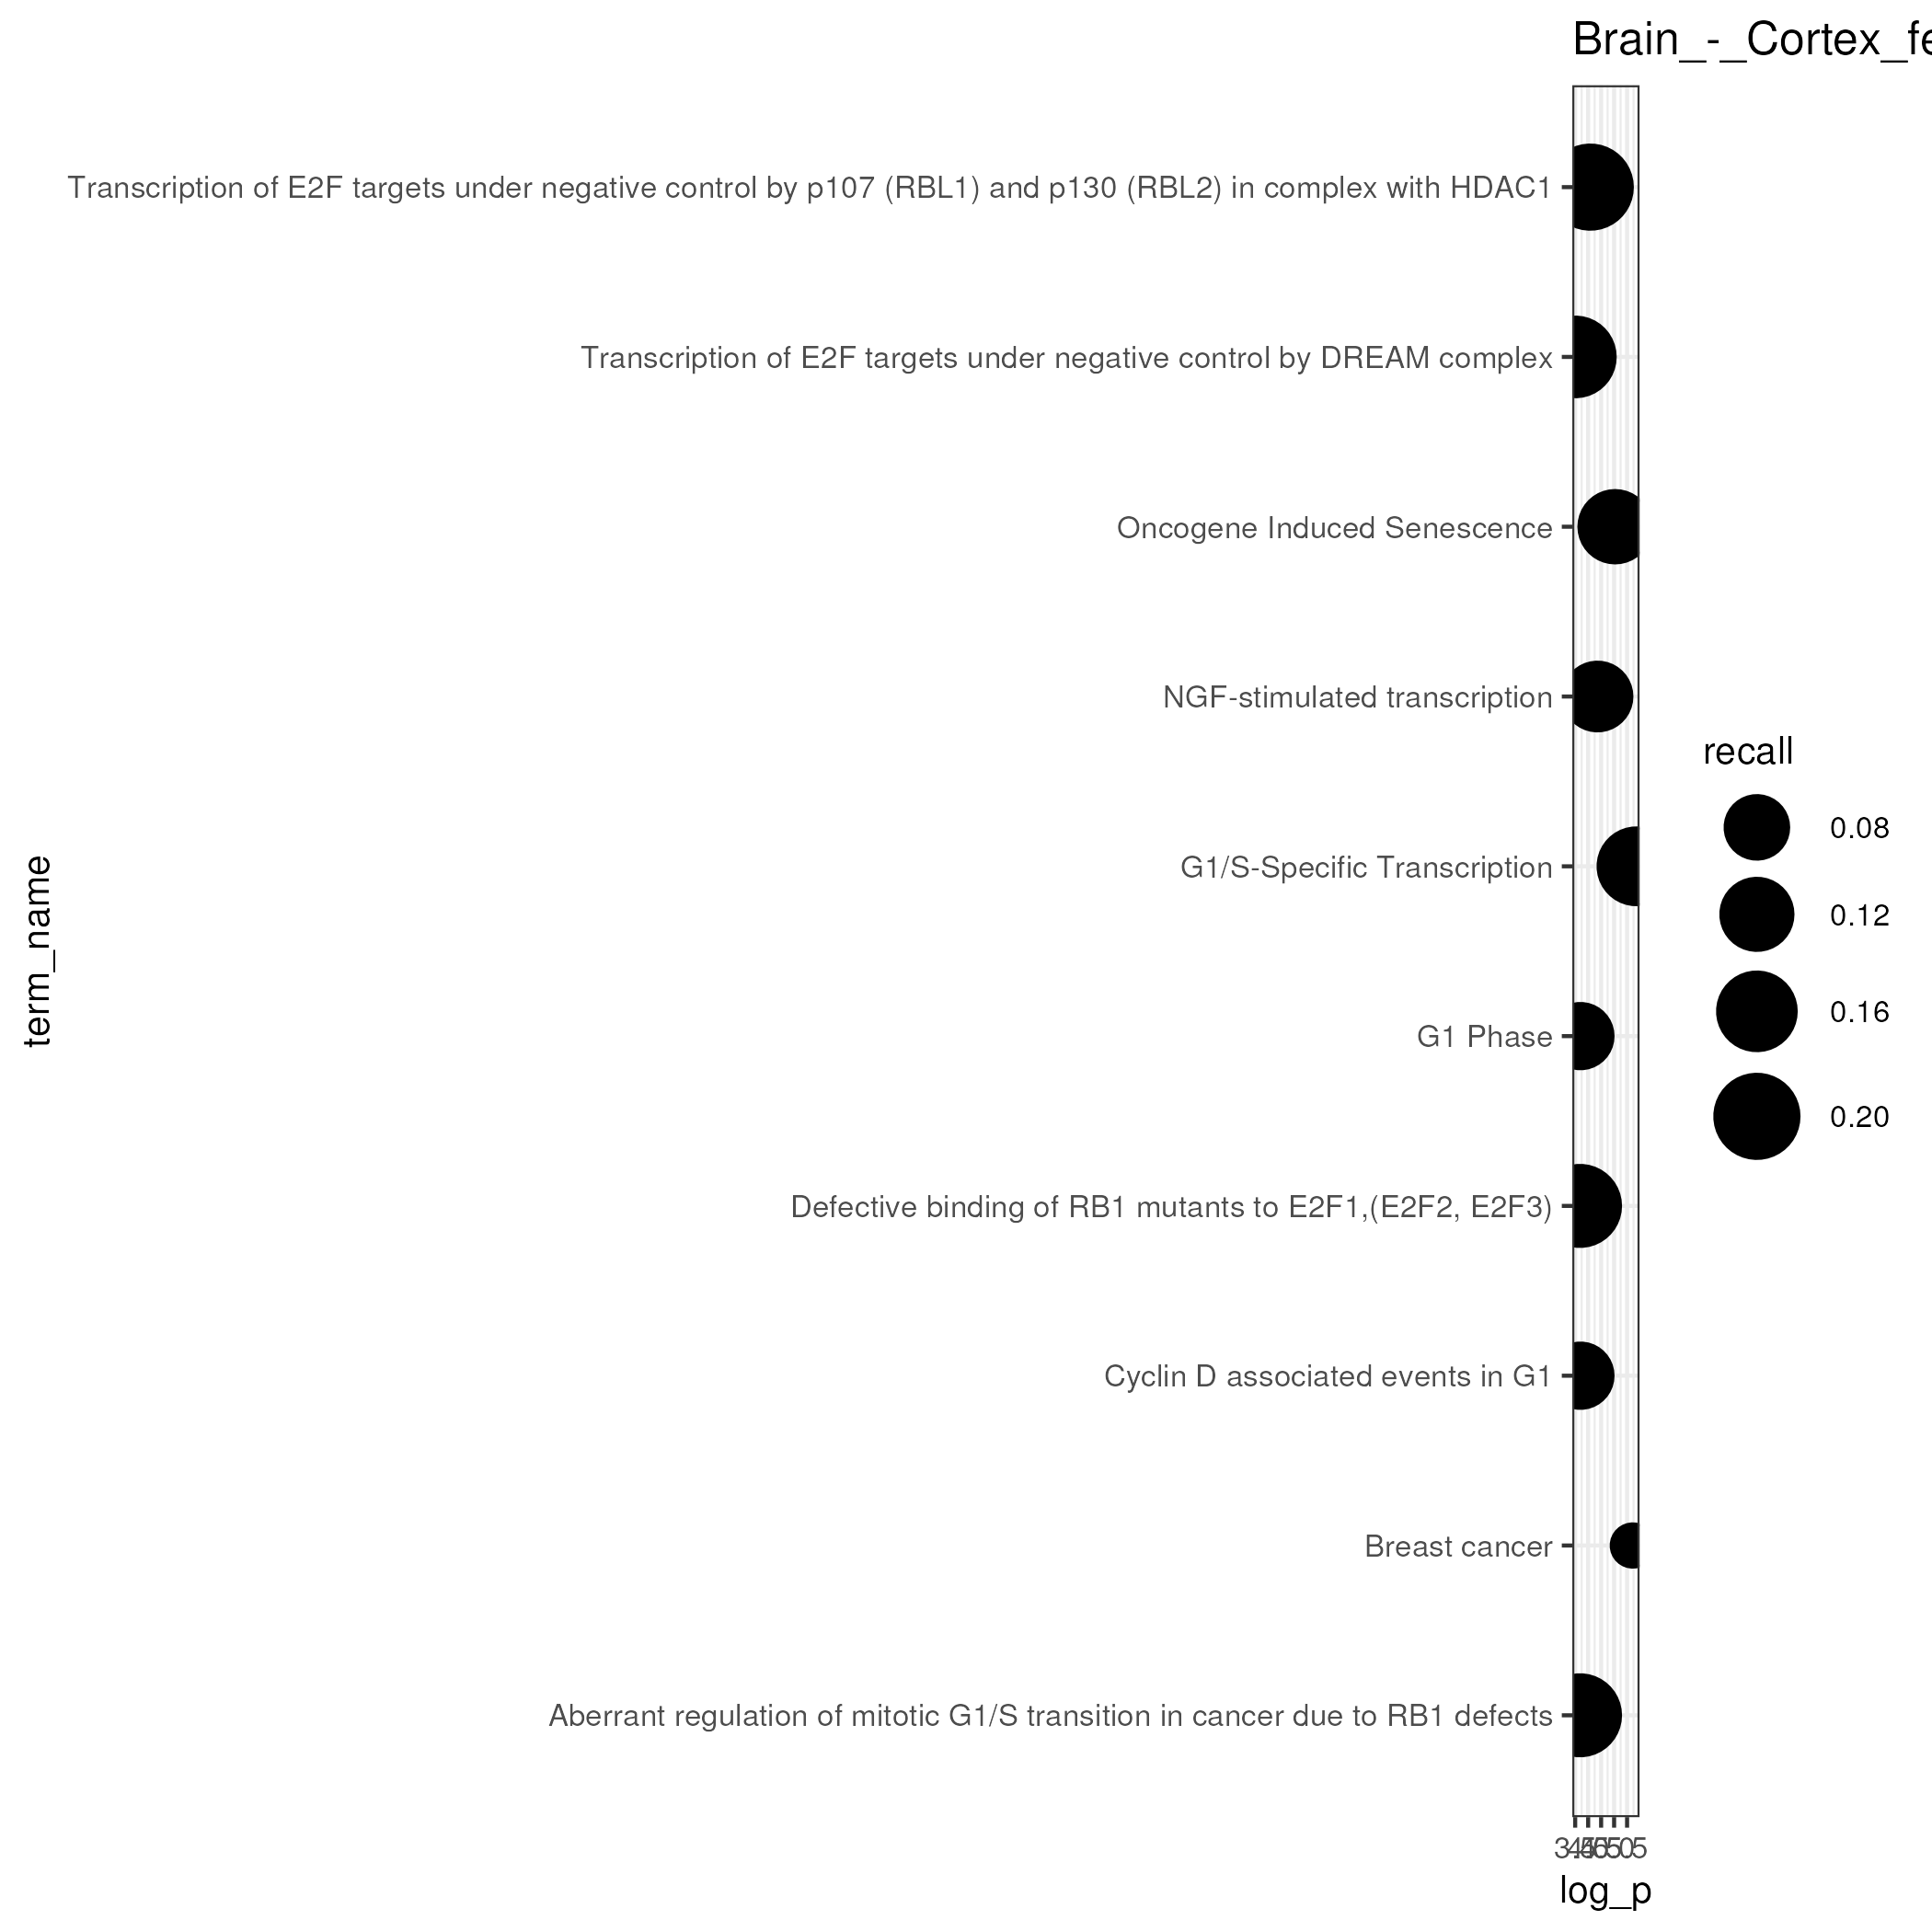 Brain_-_Cortex_fe
Transcription of E2F targets under negative control by p107 (RBL1) and p130 (RBL2) in complex with HDAC1
Transcription of E2F targets under negative control by DREAM complex
Oncogene Induced Senescence
NGF-stimulated transcription
G1/S-Specific Transcription
G1 Phase
Defective binding of RB1 mutants to E2F1,(E2F2, E2F3)
Cyclin D associated events in G1
Breast cancer
Aberrant regulation of mitotic G1/S transition in cancer due to RB1 defects
term_name
log_p
recall
0.08
0.12
0.16
0.20